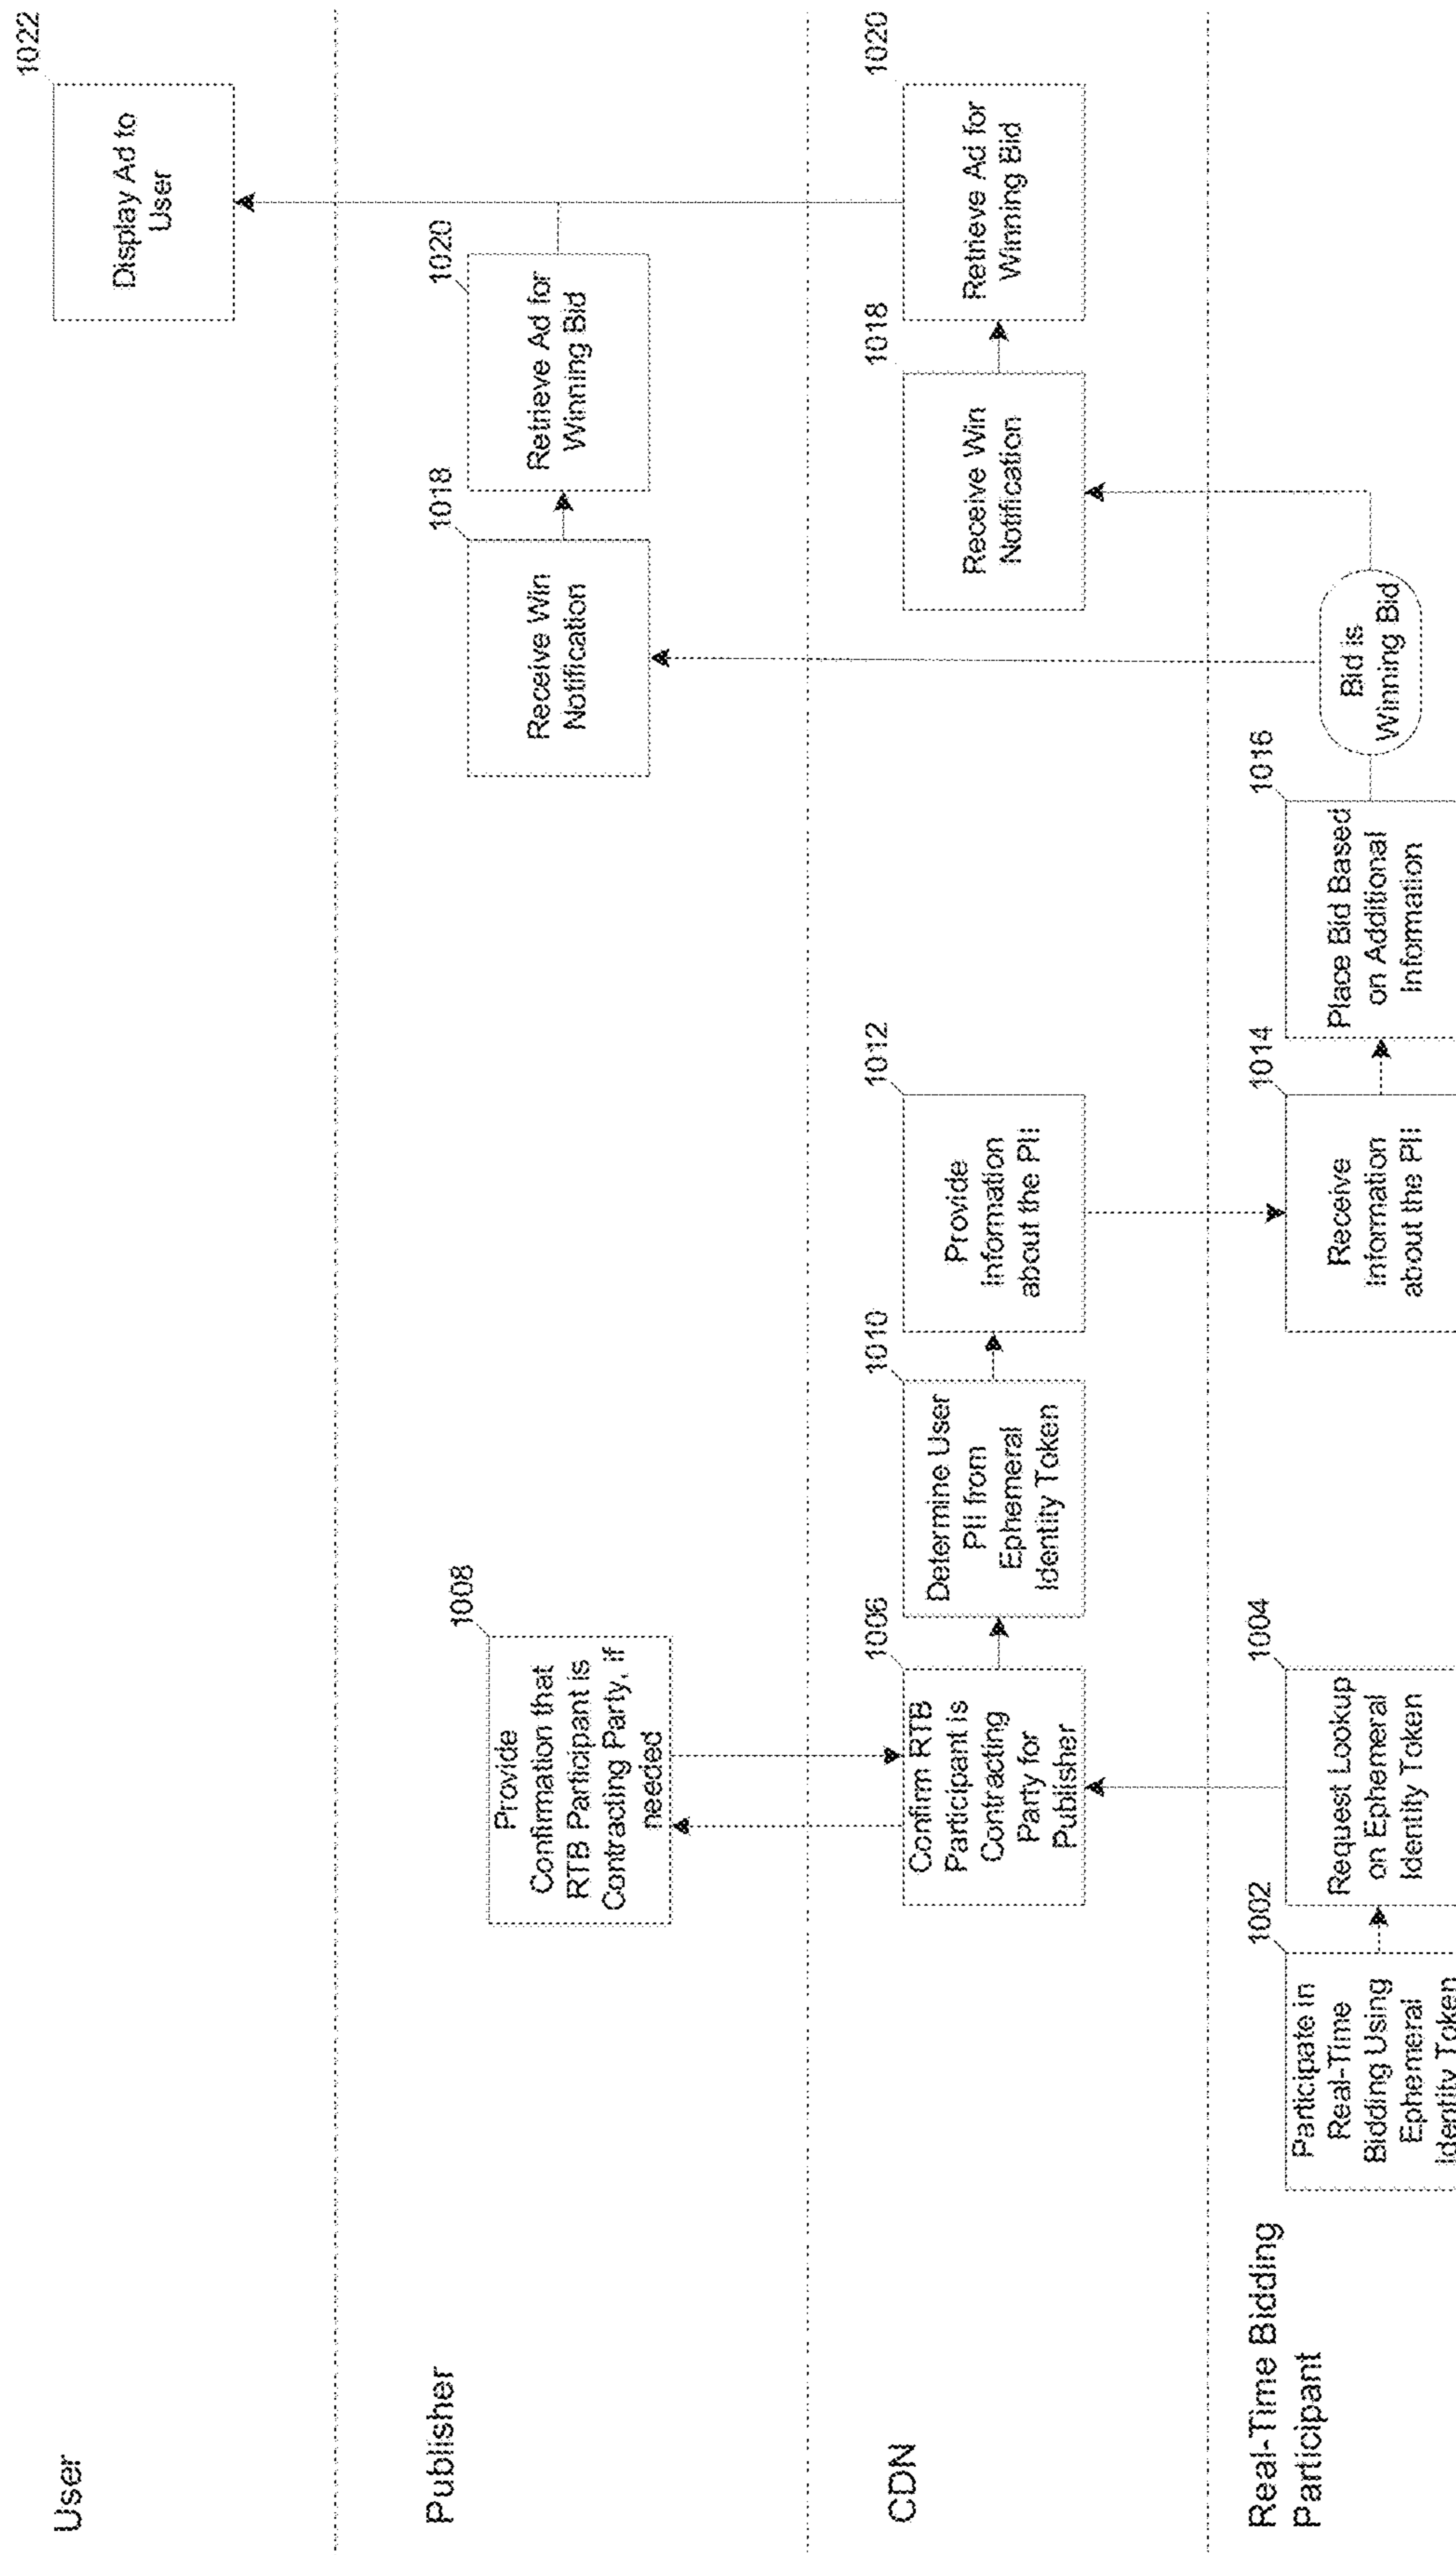 User
1022
Display Ad to
User
Publisher
1008
Provide
Confirmation that
RTB Participant is
Contracting Party, if
needed
1018
Receive Win
Notification
1020
Retrieve Ad for
Winning Bid
CDN
1006
Confirm RTB
Participant is
Contracting
Party for
Publisher
1010
Determine User
PII from
Ephemeral
Identity Token
1012
Provide
Information
about the PII
1018
Receive Win
Notification
1020
Retrieve Ad for
Winning Bid
Real-Time Bidding
Participant
1002
Participate in
Real-Time
Bidding Using
Ephemeral
Identity Token
1004
Request Lookup
on Ephemeral
Identity Token
1014
Receive
Information
about the PII
1016
Place Bid Based
on Additional
Information
Bid is
Winning Bid